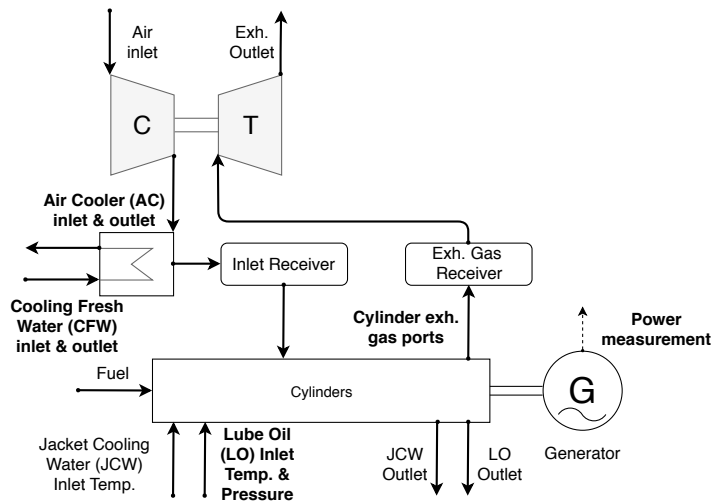 Air
inlet
Exh.
Outlet
C
T
Air Cooler (AC)
inlet & outlet
Inlet Receiver
Exh. Gas
Receiver
Cooling Fresh
Water (CFW)
inlet & outlet
Cylinder exh.
gas ports
Power
measurement
Fuel
Cylinders
G
Generator
Jacket Cooling
Water (JCW)
Inlet Temp.
Lube Oil
(LO) Inlet
Temp. &
Pressure
JCW
Outlet
LO
Outlet